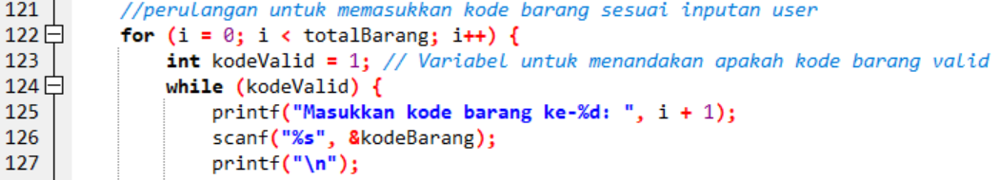 121 //perulangan untuk memasukkan kode barang sesuai inputan user
122 for (i = 0; i < totalBarang; i++) {
123 int kodeValid = 1; // Variabel untuk menandakan apakah kode barang valid
124 while (kodeValid) {
125 printf("Masukkan kode barang ke-%d: ", i + 1);
126 scanf("%s", &kodeBarang);
127 printf("\n");